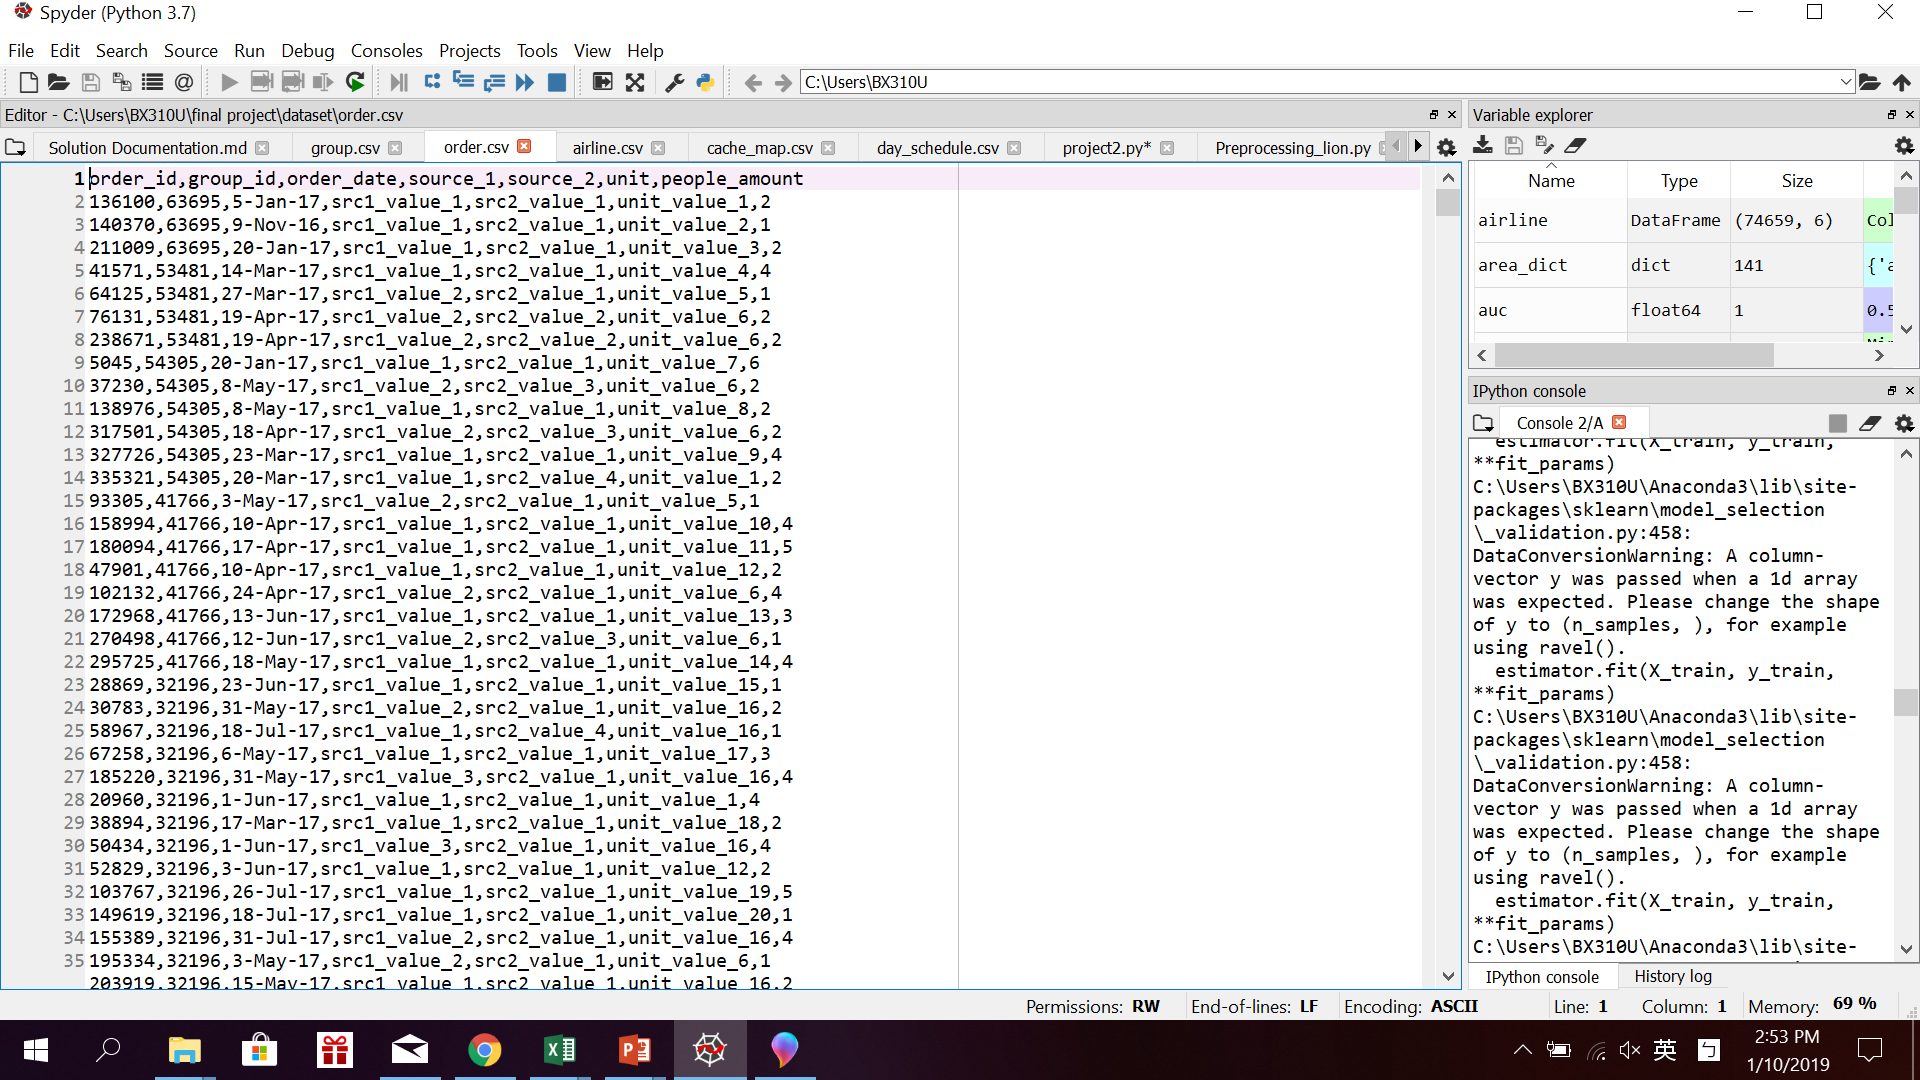 Spyder (Python 3.7)
File Edit Search Source Run Debug Consoles Projects Tools View Help
C:\Users\BX310U
Editor - C:\Users\BX310U\final project\dataset\order.csv
Solution Documentation.md group.csv order.csv airline.csv cache_map.csv day_schedule.csv project2.py* Preprocessing_lion.py
1 order_id,group_id,order_date,source_1,source_2,unit,people_amount
2 136100,63695,5-Jan-17,src1_value_1,src2_value_1,unit_value_1,2
3 140370,63695,9-Nov-16,src1_value_1,src2_value_1,unit_value_2,1
4 211009,63695,20-Jan-17,src1_value_1,src2_value_1,unit_value_3,2
5 41571,53481,14-Mar-17,src1_value_1,src2_value_1,unit_value_4,4
6 64125,53481,27-Mar-17,src1_value_2,src2_value_1,unit_value_5,1
7 76131,53481,19-Apr-17,src1_value_2,src2_value_2,unit_value_6,2
8 238671,53481,19-Apr-17,src1_value_2,src2_value_2,unit_value_6,2
9 5045,54305,20-Jan-17,src1_value_1,src2_value_1,unit_value_7,6
10 37230,54305,8-May-17,src1_value_2,src2_value_3,unit_value_6,2
11 138976,54305,8-May-17,src1_value_1,src2_value_1,unit_value_8,2
12 317501,54305,18-Apr-17,src1_value_2,src2_value_3,unit_value_6,2
13 327726,54305,23-Mar-17,src1_value_1,src2_value_1,unit_value_9,4
14 335321,54305,20-Mar-17,src1_value_1,src2_value_4,unit_value_1,2
15 93305,41766,3-May-17,src1_value_2,src2_value_1,unit_value_5,1
16 158994,41766,10-Apr-17,src1_value_1,src2_value_1,unit_value_10,4
17 180094,41766,17-Apr-17,src1_value_1,src2_value_1,unit_value_11,5
18 47901,41766,10-Apr-17,src1_value_1,src2_value_1,unit_value_12,2
19 102132,41766,24-Apr-17,src1_value_2,src2_value_1,unit_value_6,4
20 172968,41766,13-Jun-17,src1_value_1,src2_value_1,unit_value_13,3
21 270498,41766,12-Jun-17,src1_value_2,src2_value_3,unit_value_6,1
22 295725,41766,18-May-17,src1_value_1,src2_value_1,unit_value_14,4
23 28869,32196,23-Jun-17,src1_value_1,src2_value_1,unit_value_15,1
24 30783,32196,31-May-17,src1_value_2,src2_value_1,unit_value_16,2
25 58967,32196,18-Jul-17,src1_value_1,src2_value_4,unit_value_16,1
26 67258,32196,6-May-17,src1_value_1,src2_value_1,unit_value_17,3
27 185220,32196,31-May-17,src1_value_3,src2_value_1,unit_value_16,4
28 20960,32196,1-Jun-17,src1_value_1,src2_value_1,unit_value_1,4
29 38894,32196,17-Mar-17,src1_value_1,src2_value_1,unit_value_18,2
30 50434,32196,1-Jun-17,src1_value_3,src2_value_1,unit_value_16,4
31 52829,32196,3-Jun-17,src1_value_1,src2_value_1,unit_value_12,2
32 103767,32196,26-Jul-17,src1_value_1,src2_value_1,unit_value_19,5
33 149619,32196,18-Jul-17,src1_value_1,src2_value_1,unit_value_20,1
34 155389,32196,31-Jul-17,src1_value_2,src2_value_1,unit_value_16,4
35 195334,32196,3-May-17,src1_value_2,src2_value_1,unit_value_6,1
203919,32196,15-May-17,src1_value_1,src2_value_1,unit_value_16,2
Variable explorer
Name Type Size
airline DataFrame (74659, 6) Col
area_dict dict 141 {'a
auc float64 1 0.5
IPython console
Console 2/A
estimator.fit(X_train, y_train,
**fit_params)
C:\Users\BX310U\Anaconda3\lib\site-
packages\sklearn\model_selection
\_validation.py:458:
DataConversionWarning: A column-
vector y was passed when a 1d array
was expected. Please change the shape
of y to (n_samples, ), for example
using ravel().
estimator.fit(X_train, y_train,
**fit_params)
C:\Users\BX310U\Anaconda3\lib\site-
packages\sklearn\model_selection
\_validation.py:458:
DataConversionWarning: A column-
vector y was passed when a 1d array
was expected. Please change the shape
of y to (n_samples, ), for example
using ravel().
estimator.fit(X_train, y_train,
**fit_params)
C:\Users\BX310U\Anaconda3\lib\site-
IPython console History log
Permissions: RW End-of-lines: LF Encoding: ASCII Line: 1 Column: 1 Memory: 69 %
英 ㄅ
2:53 PM
1/10/2019